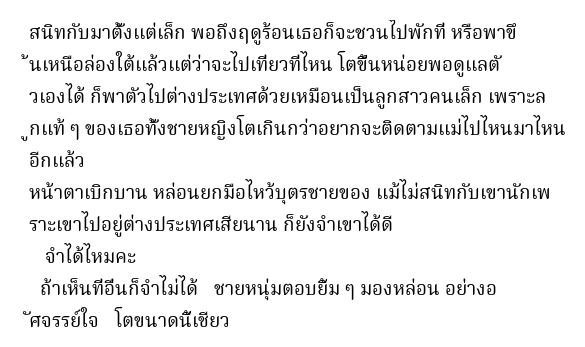 สนิทกับมาตั้งแต่เล็ก พอถึงฤดูร้อนเธอก็จะชวนไปพักที่ หรือพาขึ
้นเหนือล่องใต้แล้วแต่ว่าจะไปเที่ยวที่ไหน โตขึ้นหน่อยพอดูแลตั
วเองได้ ก็พาตัวไปต่างประเทศด้วยเหมือนเป็นลูกสาวคนเล็ก เพราะล
ูกแท้ ๆ ของเธอทั้งชายหญิงโตเกินกว่าอยากจะติดตามแม่ไปไหนมาไหน
อีกแล้ว
หน้าตาเบิกบาน หล่อนยกมือไหว้บุตรชายของ แม้ไม่สนิทกับเขานักเพ
ราะเขาไปอยู่ต่างประเทศเสียนาน ก็ยังจำเขาได้ดี
จำได้ไหมคะ
ถ้าเห็นที่อื่นก็จำไม่ได้ ชายหนุ่มตอบยิ้ม ๆ มองหล่อน อย่างอ
ัศจรรย์ใจ โตขนาดนี้เชียว